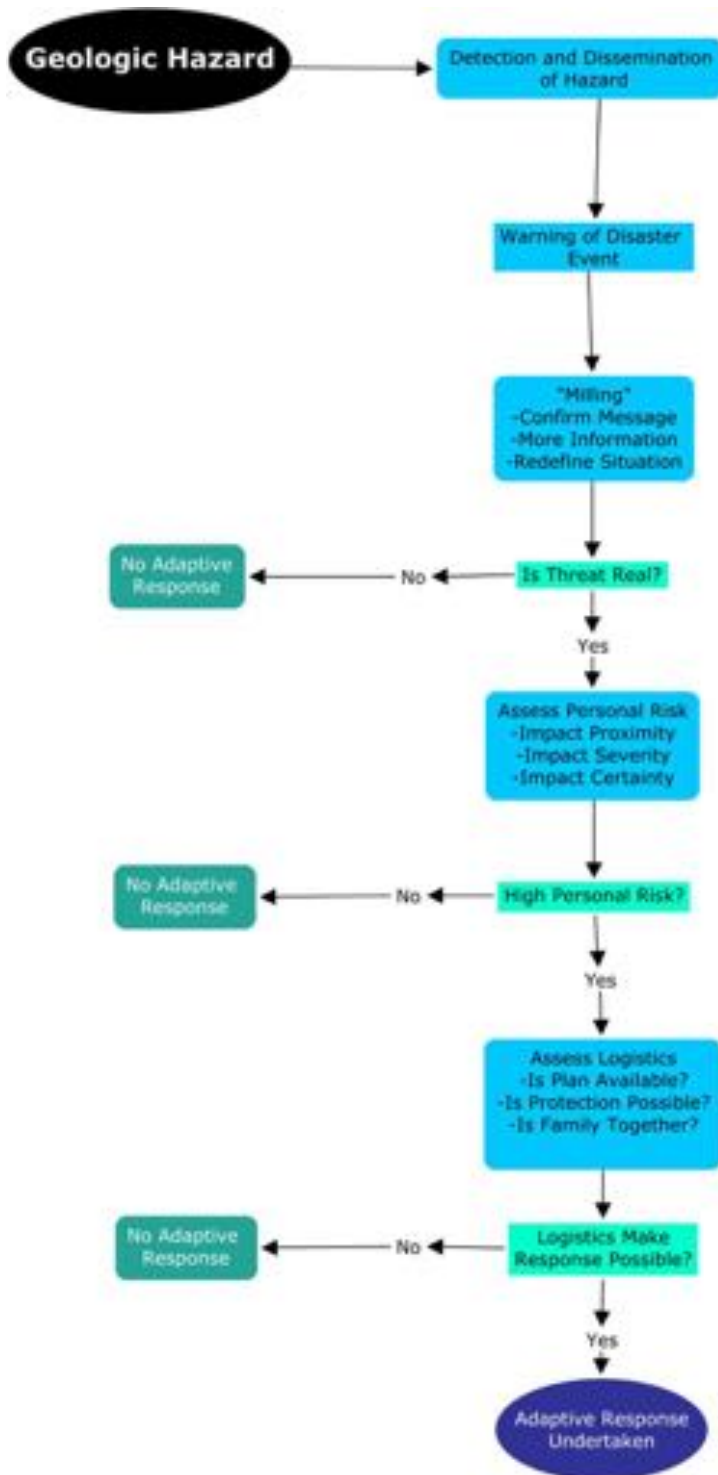 Geologic Hazard
Detection and Dissemination
of Hazard
Warning of Disaster
Event
"Milling"
-Confirm Message
-More Information
-Redefine Situation
Is Threat Real?
No
No Adaptive
Response
Yes
Assess Personal Risk
-Impact Proximity
-Impact Severity
-Impact Certainty
High Personal Risk?
No
No Adaptive
Response
Yes
Assess Logistics
-Is Plan Available?
-Is Protection Possible?
-Is Family Together?
Logistics Make
Response Possible?
No
No Adaptive
Response
Yes
Adaptive Response
Undertaken